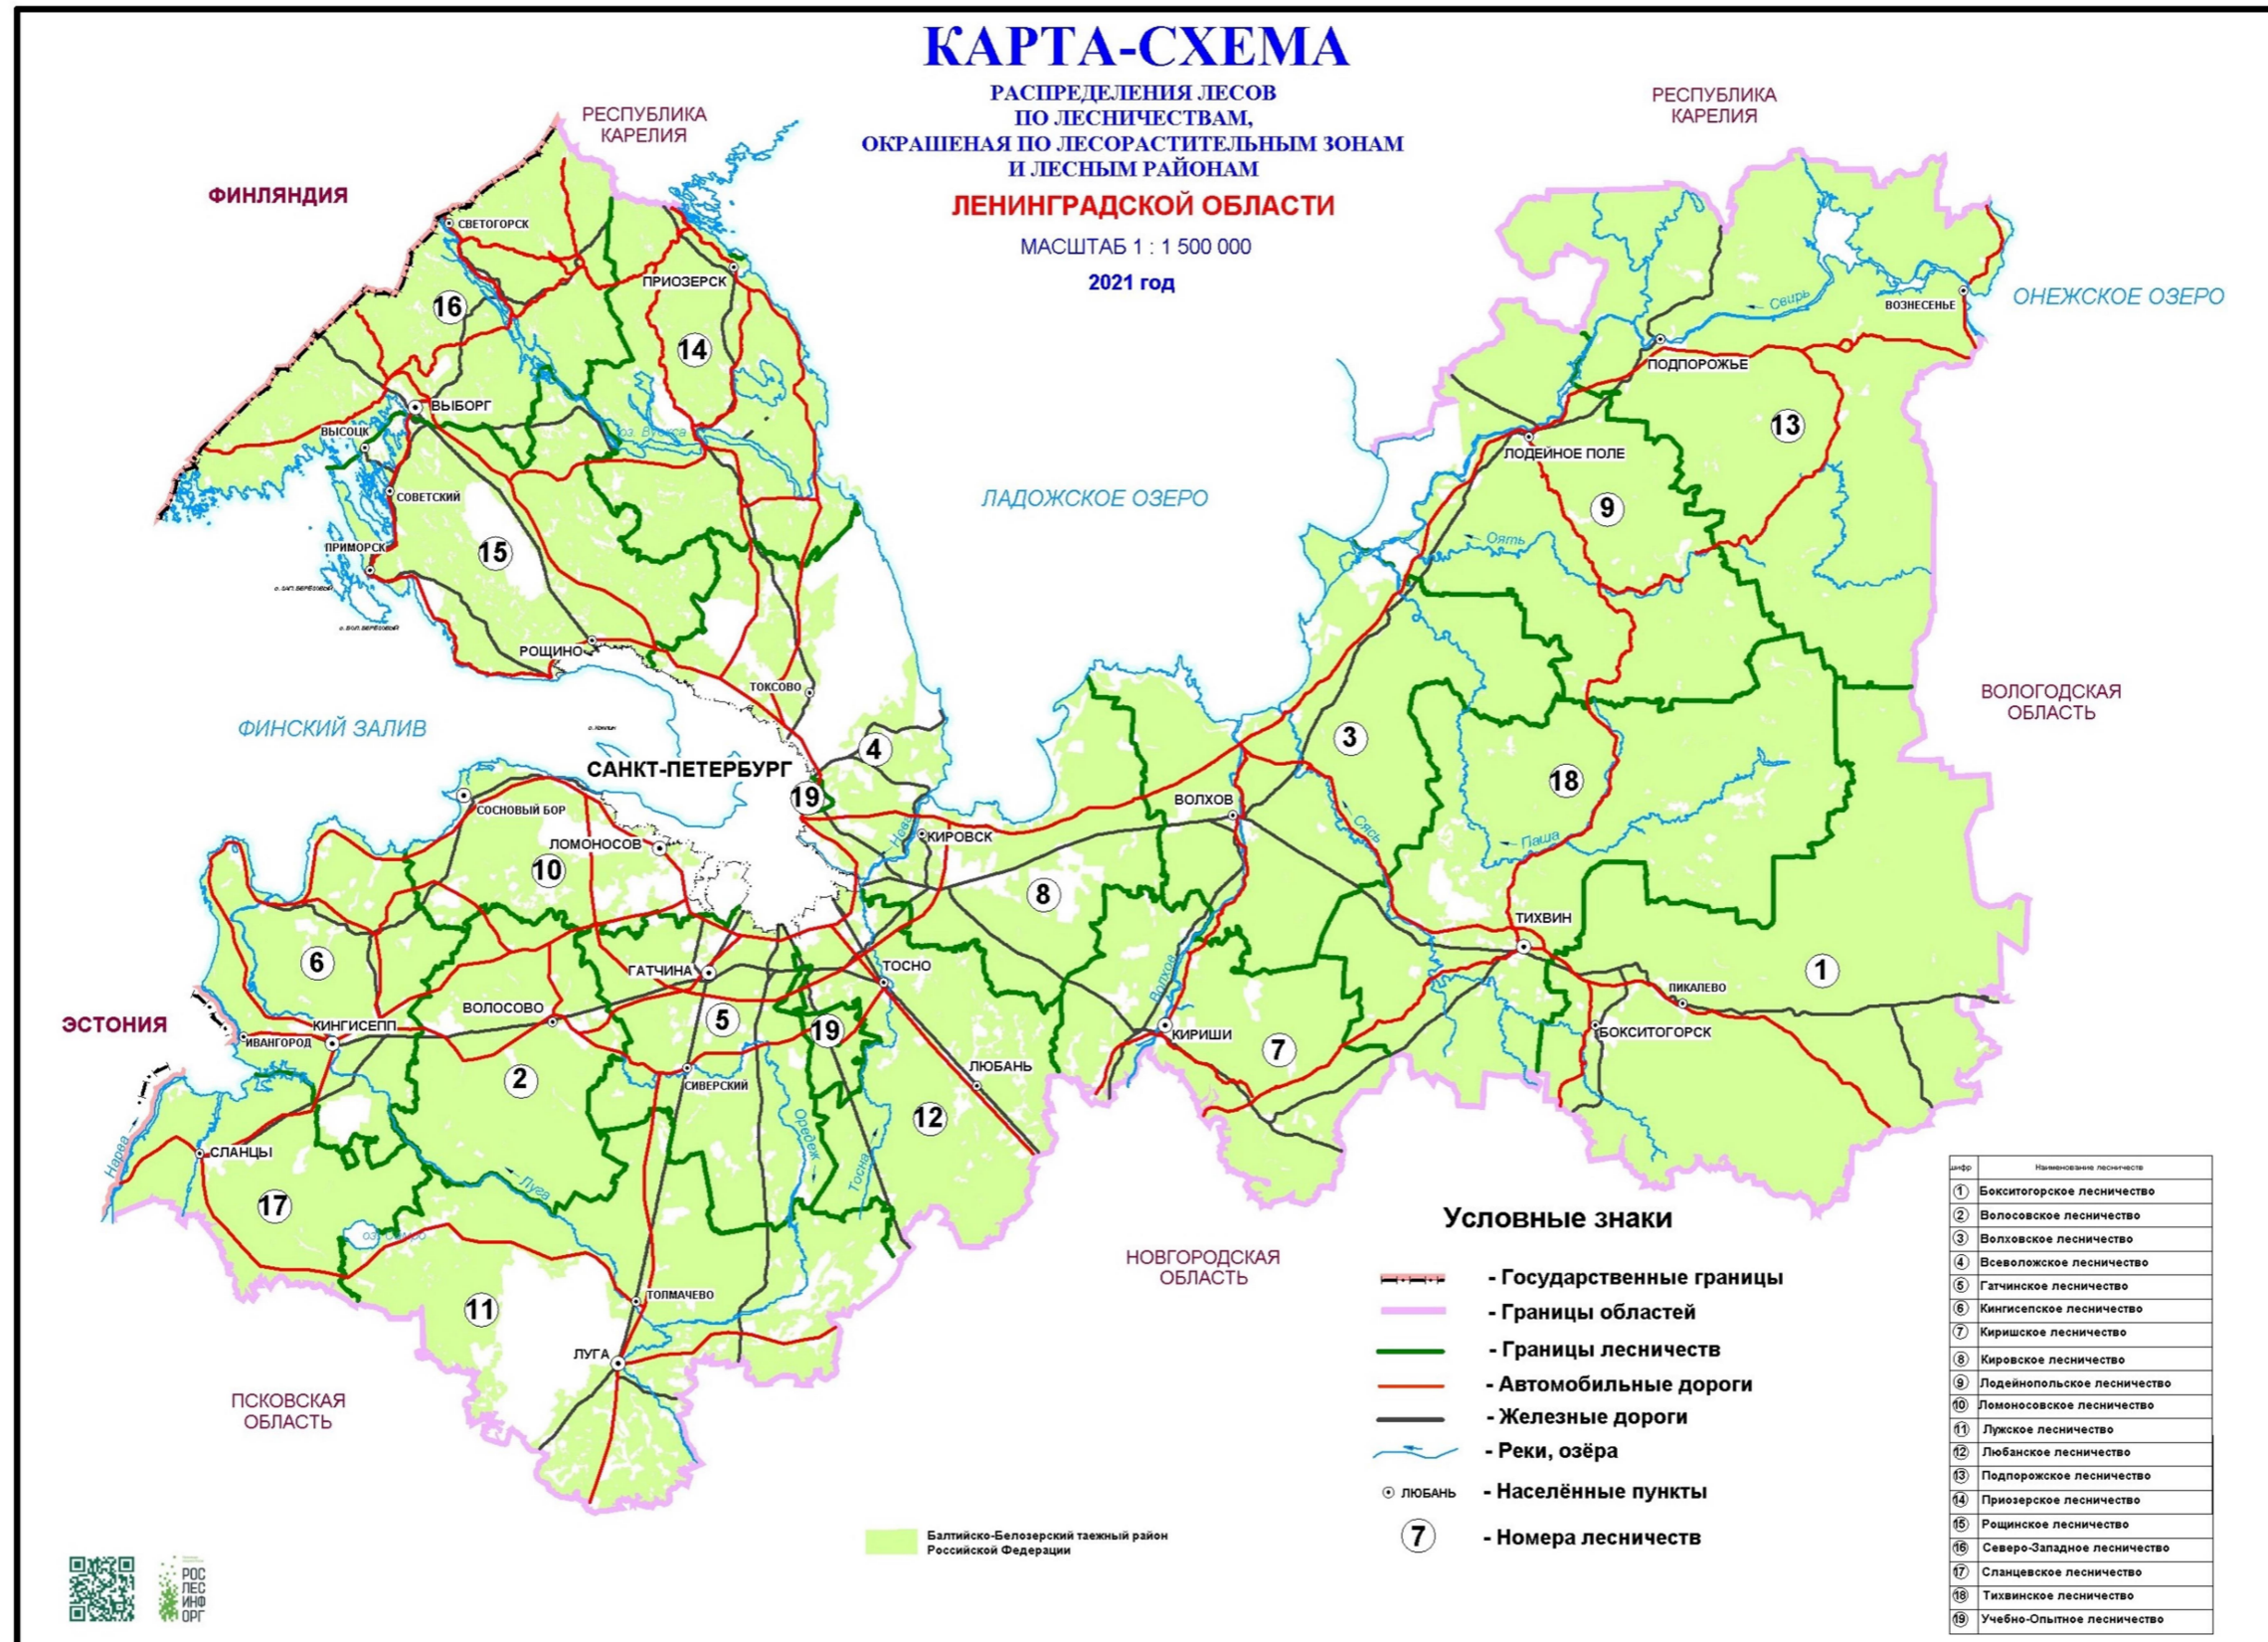 КАРТА-СХЕМА
РАСПРЕДЕЛЕНИЯ ЛЕСОВ
ПО ЛЕСНИЧЕСТВАМ,
ОКРАШЕНАЯ ПО ЛЕСОРАСТИТЕЛЬНЫМ ЗОНАМ
И ЛЕСНЫМ РАЙОНАМ
ЛЕНИНГРАДСКОЙ ОБЛАСТИ
МАСШТАБ 1 : 1 500 000
2021 год
РЕСПУБЛИКА
КАРЕЛИЯ
РЕСПУБЛИКА
КАРЕЛИЯ
ФИНЛЯНДИЯ
СВЕТОГОРСК
ПРИОЗЕРСК
16
14
ВЫБОРГ
ВЫСОЦК
оз. Вуокса
СОВЕТСКИЙ
ПРИМОРСК
15
о. ЗАП. БЕРЁЗОВЫЙ
о. БОЛ. БЕРЁЗОВЫЙ
РОЩИНО
ТОКСОВО
ЛАДОЖСКОЕ ОЗЕРО
ОНЕЖСКОЕ ОЗЕРО
ВОЗНЕСЕНЬЕ
Свирь
ПОДПОРОЖЬЕ
13
ЛОДЕЙНОЕ ПОЛЕ
9
Оять
ВОЛОГОДСКАЯ
ОБЛАСТЬ
ФИНСКИЙ ЗАЛИВ
САНКТ-ПЕТЕРБУРГ
4
19
3
18
ВОЛХОВ
Сясь
Паша
СОСНОВЫЙ БОР
ЛОМОНОСОВ
10
Нева
КИРОВСК
8
ТИХВИН
1
ПИКАЛЕВО
БОКСИТОГОРСК
6
ГАТЧИНА
ТОСНО
Волхов
КИРИШИ
7
ЭСТОНИЯ
ВОЛОСОВО
КИНГИСЕПП
ИВАНГОРОД
5
19
2
СИВЕРСКИЙ
ЛЮБАНЬ
12
Оредеж
Тосна
Нарва
СЛАНЦЫ
17
Луга
11
ТОЛМАЧЕВО
ЛУГА
ПСКОВСКАЯ
ОБЛАСТЬ
НОВГОРОДСКАЯ
ОБЛАСТЬ
Условные знаки
- Государственные границы
- Границы областей
- Границы лесничеств
- Автомобильные дороги
- Железные дороги
- Реки, озёра
ЛЮБАНЬ - Населённые пункты
7 - Номера лесничеств
Балтийско-Белозерский таежный район
Российской Федерации
РОС
ЛЕС
ИНФ
ОРГ
шифр Наименование лесничеств
1 Бокситогорское лесничество
2 Волосовское лесничество
3 Волховское лесничество
4 Всеволожское лесничество
5 Гатчинское лесничество
6 Кингисепское лесничество
7 Киришское лесничество
8 Кировское лесничество
9 Лодейнопольское лесничество
10 Ломоносовское лесничество
11 Лужское лесничество
12 Любанское лесничество
13 Подпорожское лесничество
14 Приозерское лесничество
15 Рощинское лесничество
16 Северо-Западное лесничество
17 Сланцевское лесничество
18 Тихвинское лесничество
19 Учебно-Опытное лесничество